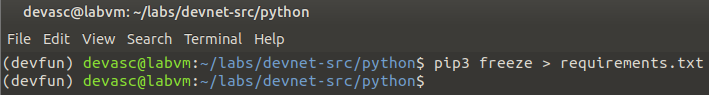 devasc@labvm: ~/labs/devnet-src/python
File Edit View Search Terminal Help
(devfun) devasc@labvm:~/labs/devnet-src/python$ pip3 freeze > requirements.txt
(devfun) devasc@labvm:~/labs/devnet-src/python$